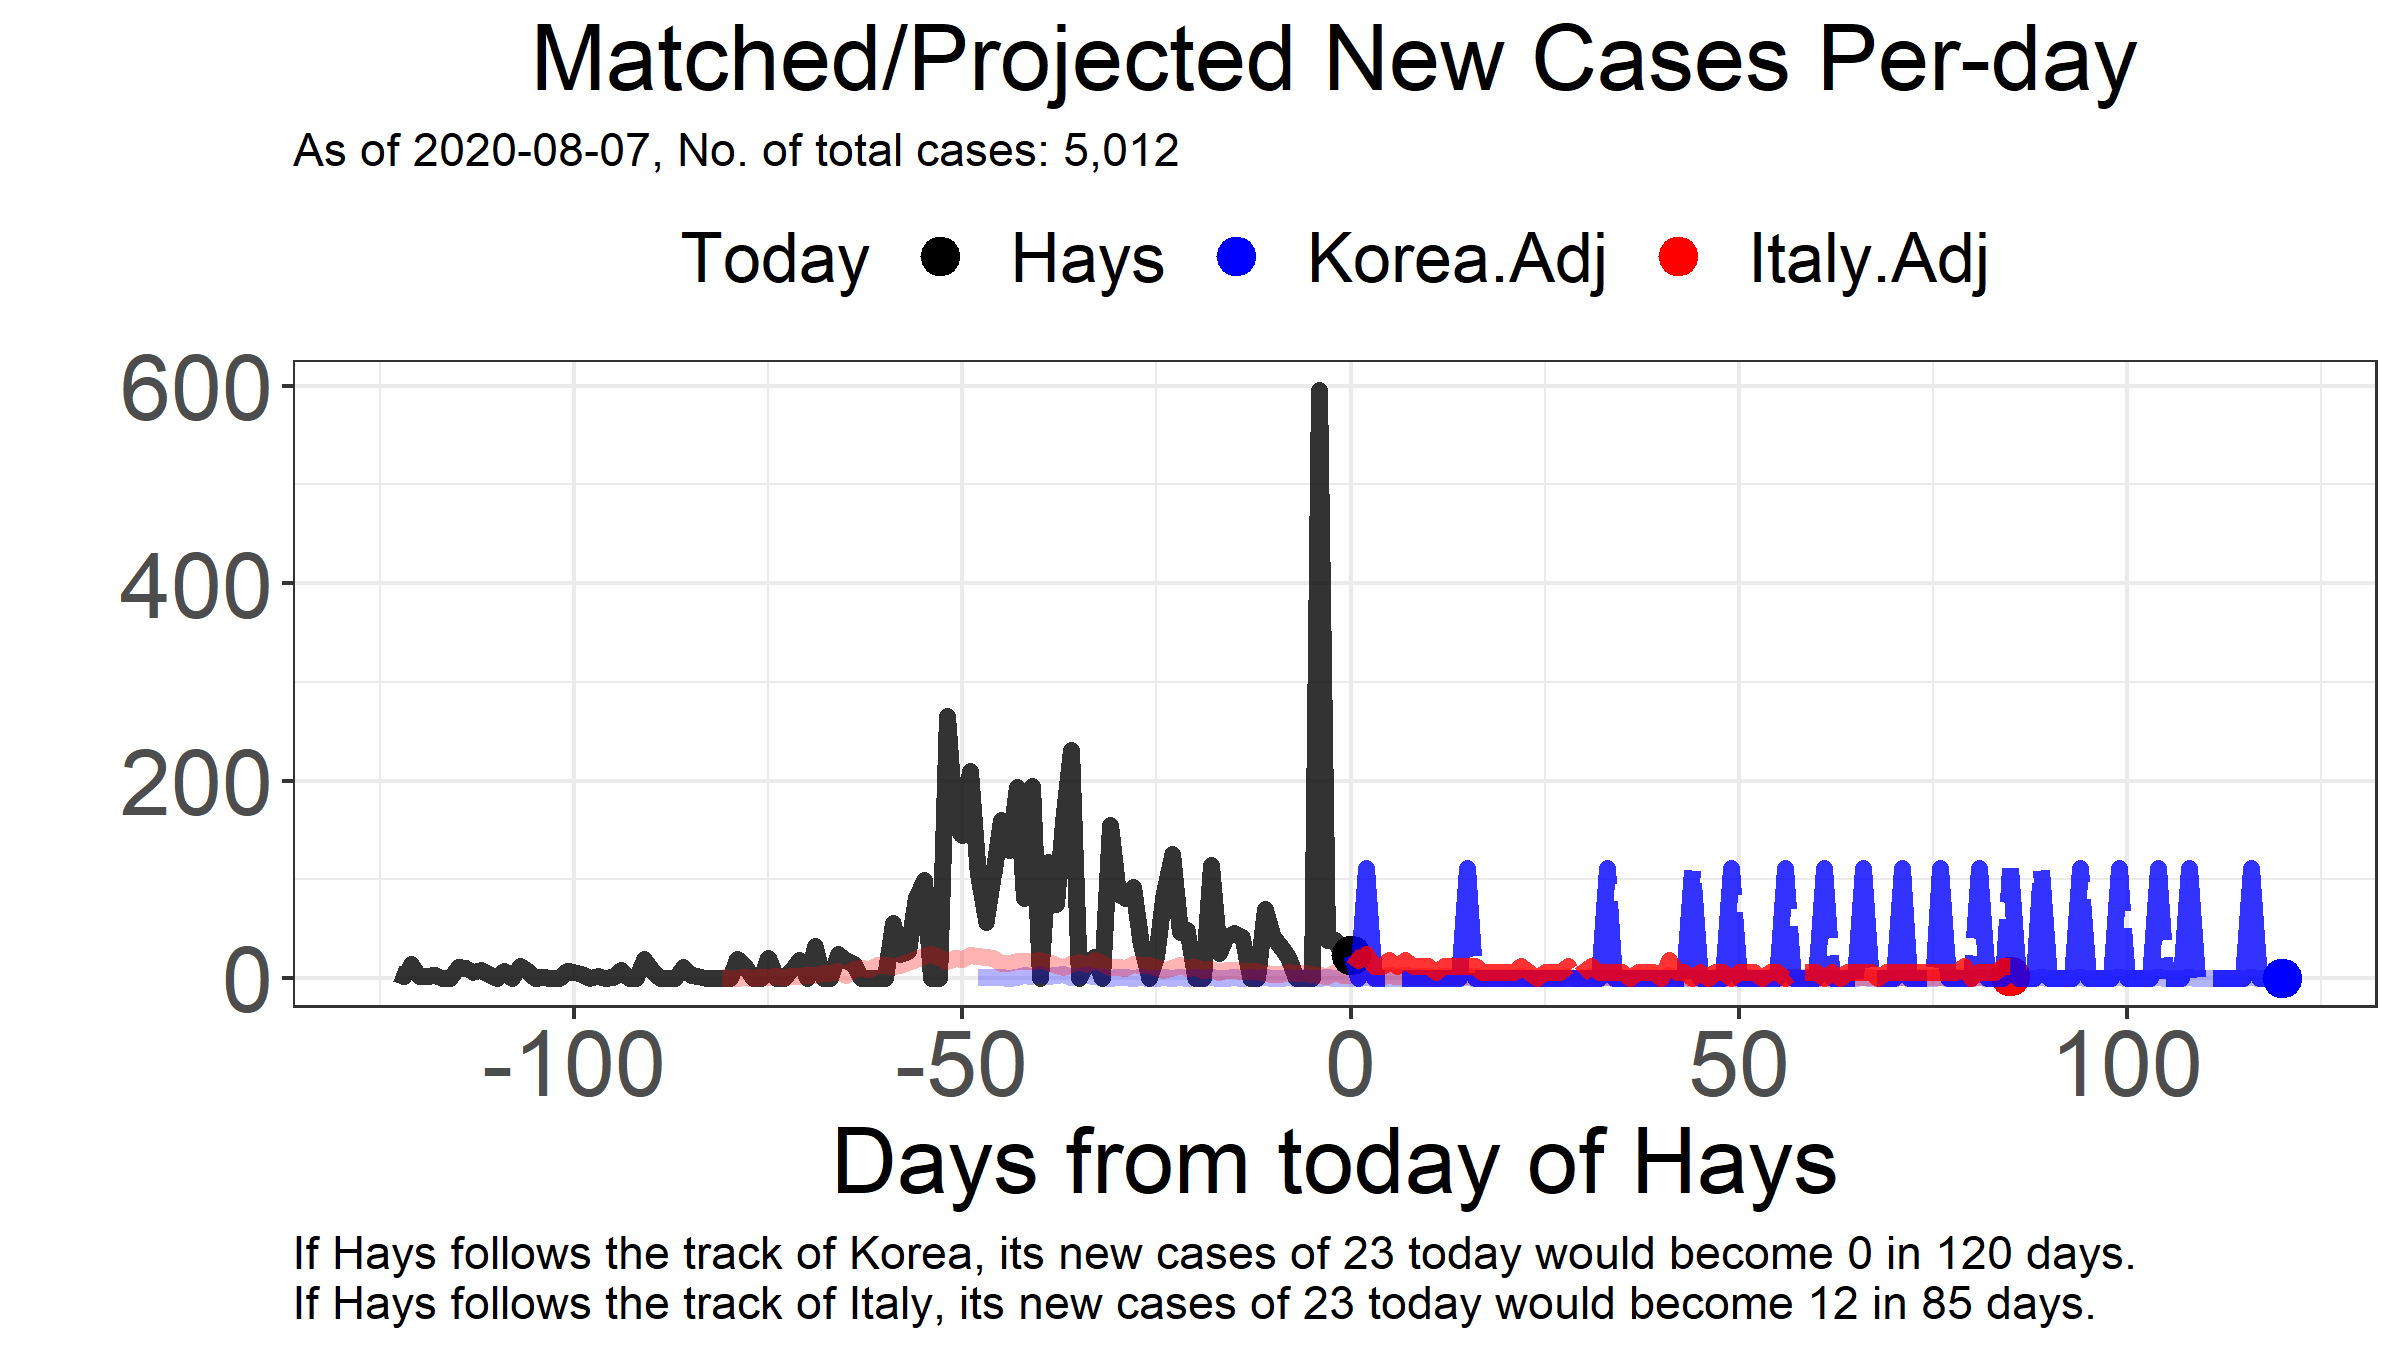 Matched/Projected New Cases Per-day
As of 2020-08-07, No. of total cases: 5,012
Today Hays Korea.Adj Italy.Adj
600
400
200
0
-100 -50 0 50 100
Days from today of Hays
If Hays follows the track of Korea, its new cases of 23 today would become 0 in 120 days.
If Hays follows the track of Italy, its new cases of 23 today would become 12 in 85 days.